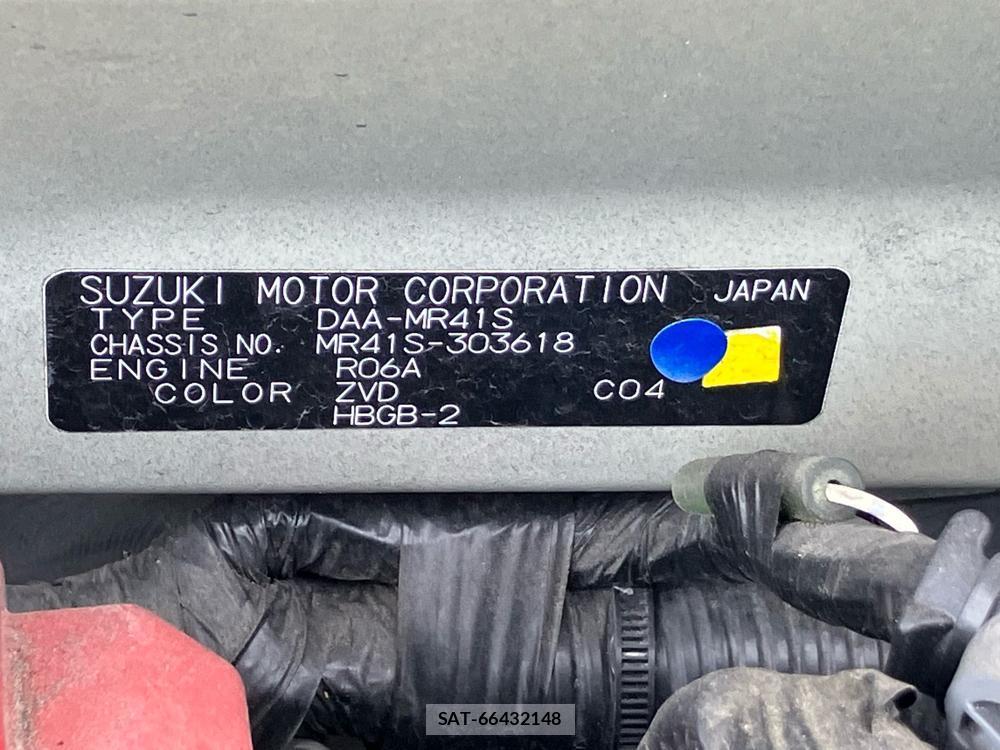 SUZUKI MOTOR CORPORATION JAPAN
TYPE DAA-MR41S
CHASSIS NO. MR41S-303618
ENGINE R06A
COLOR ZVD C04
HBGB-2
SAT-66432148